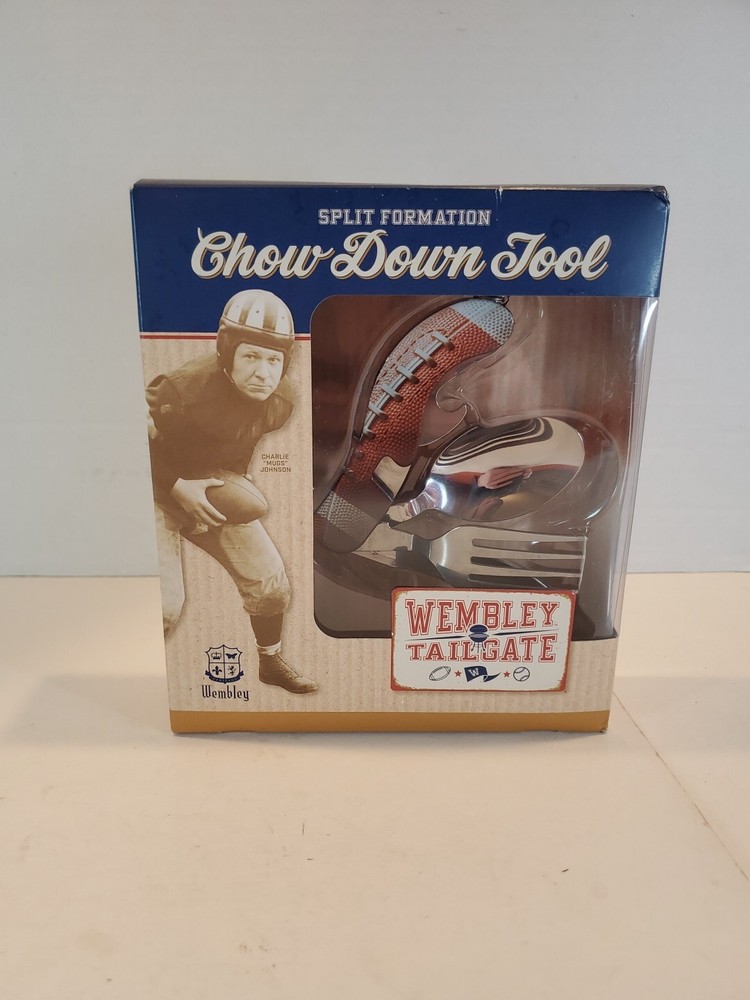 SPLIT FORMATION
Chow Down Tool
CHARLIE
"MUGS"
JOHNSON
WEMBLEY
TAILGATE
W
Wembley